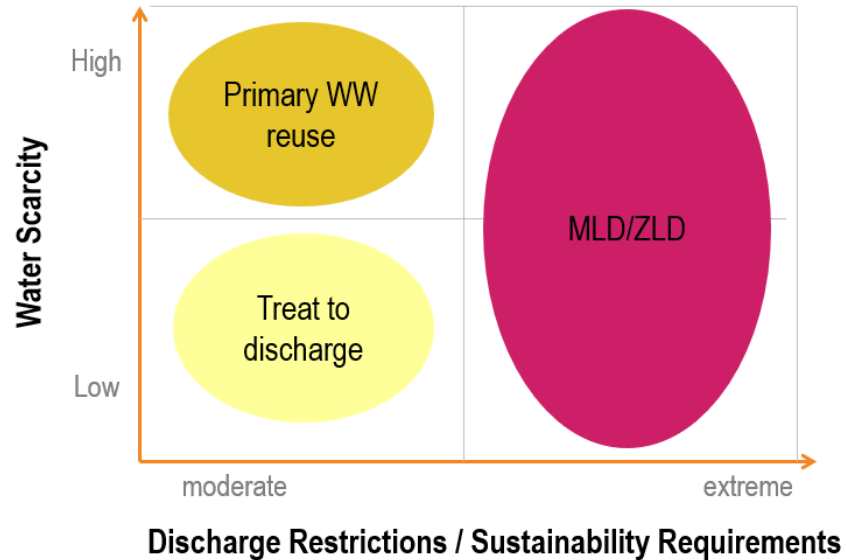 High
Primary WW
reuse
Water Scarcity
MLD/ZLD
Treat to
discharge
Low
moderate
extreme
Discharge Restrictions / Sustainability Requirements